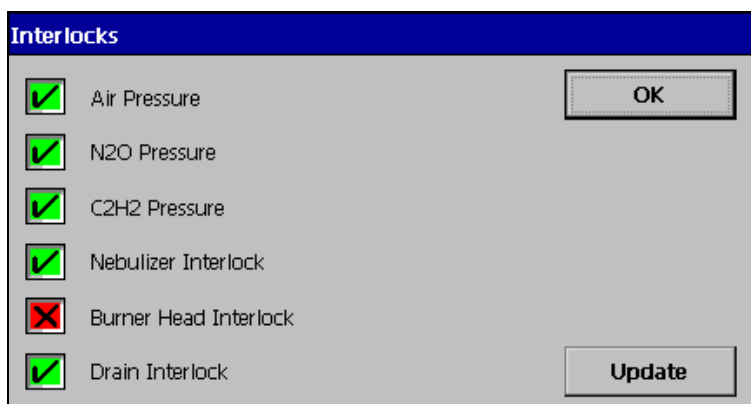 Interlocks
Air Pressure
OK
N2O Pressure
C2H2 Pressure
Nebulizer Interlock
Burner Head Interlock
Drain Interlock
Update